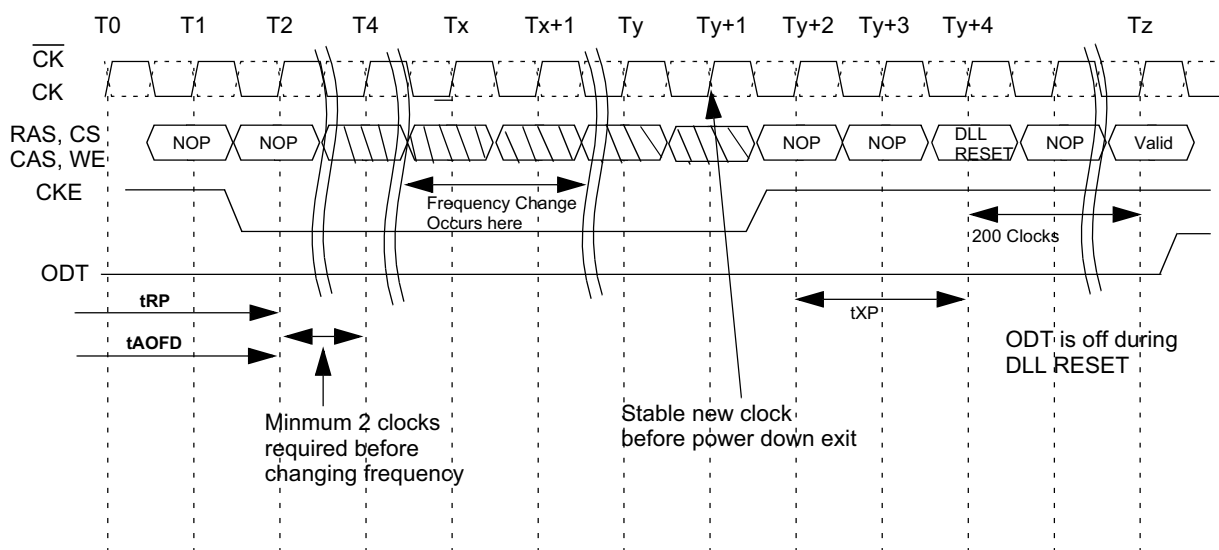 T0 T1 T2 T4 Tx Tx+1 Ty Ty+1 Ty+2 Ty+3 Ty+4 Tz
CK
CK
RAS, CS
CAS, WE
NOP NOP NOP NOP DLL RESET NOP Valid
CKE
Frequency Change
Occurs here
200 Clocks
ODT
tRP
tXP
tAOFD
ODT is off during
DLL RESET
Minmum 2 clocks
required before
changing frequency
Stable new clock
before power down exit